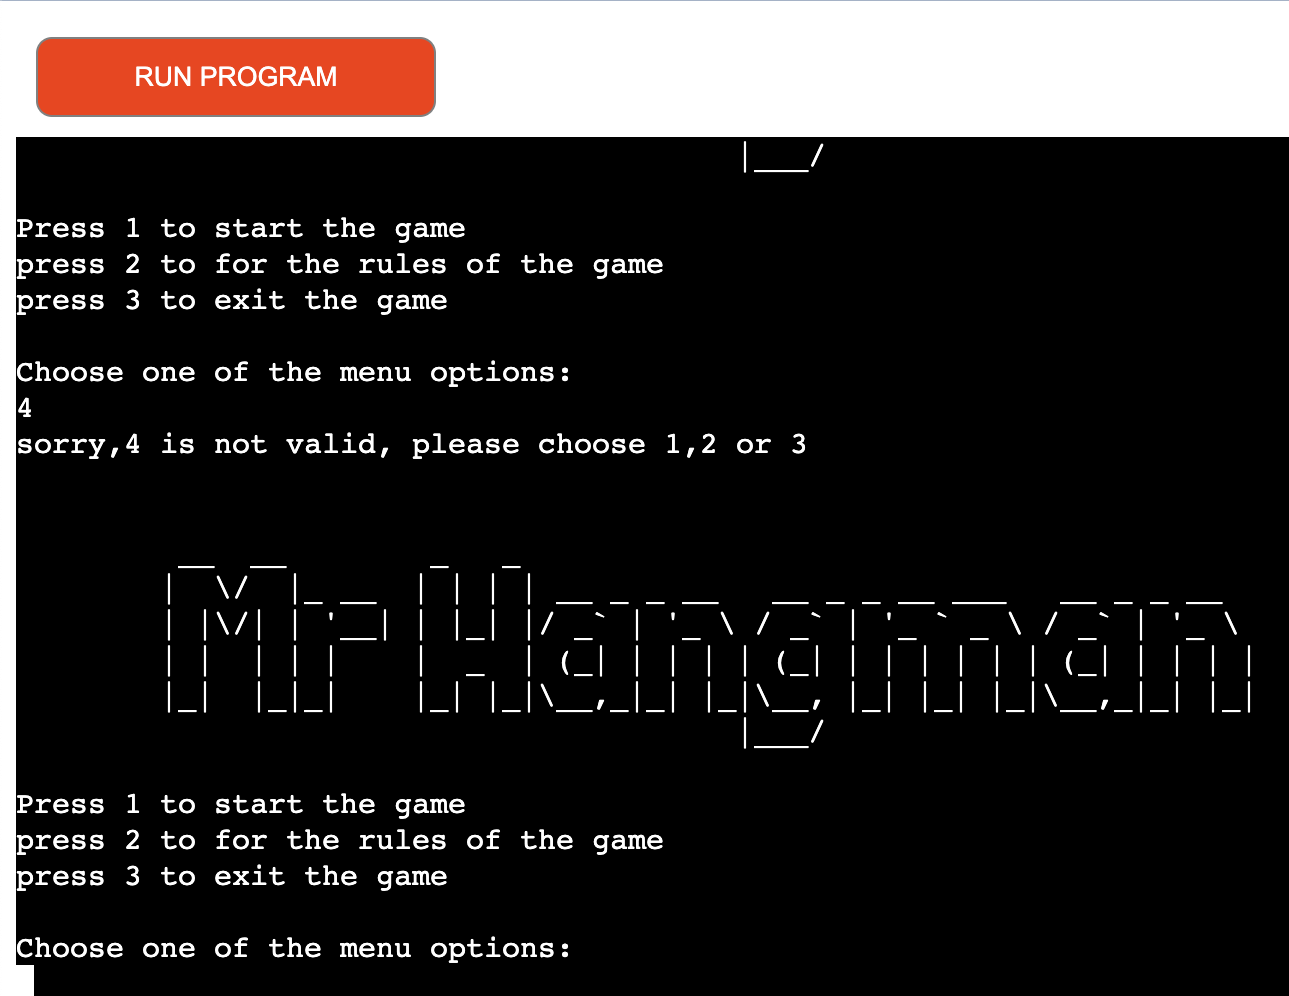 RUN PROGRAM
|___/
Press 1 to start the game
press 2 to for the rules of the game
press 3 to exit the game
Choose one of the menu options:
4
sorry,4 is not valid, please choose 1,2 or 3
Mr Hangman
Press 1 to start the game
press 2 to for the rules of the game
press 3 to exit the game
Choose one of the menu options: